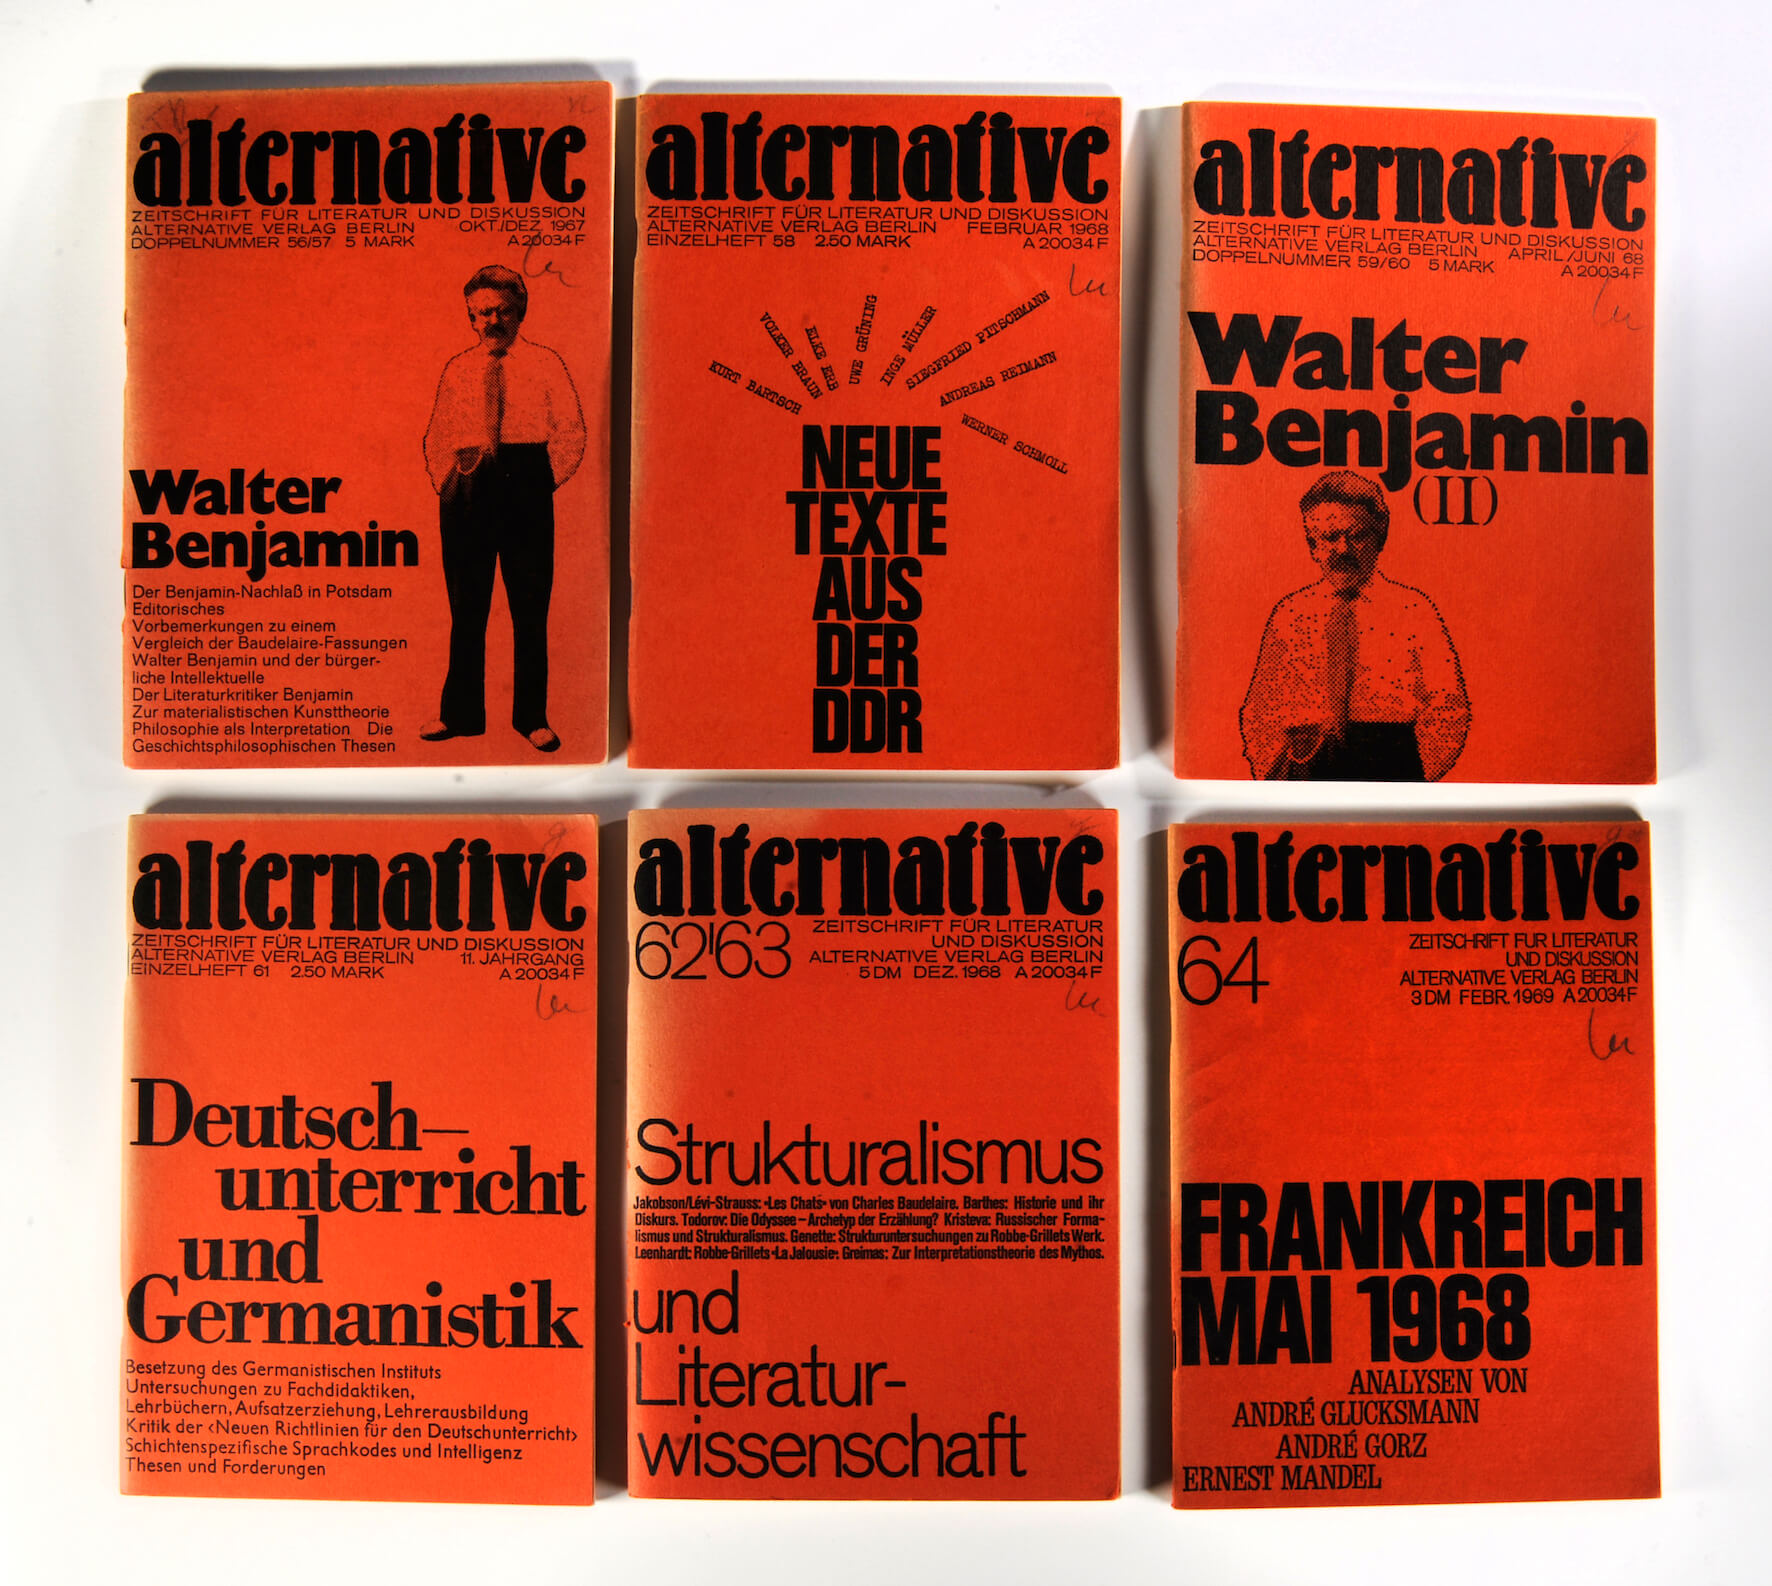 alternative
ZEITSCHRIFT FÜR LITERATUR UND DISKUSSION
ALTERNATIVE VERLAG BERLIN OKT./DEZ. 1967
DOPPELNUMMER 56/57 5 MARK A 20034 F
Walter
Benjamin
Der Benjamin-Nachlaß in Potsdam
Editorisches
Vorbemerkungen zu einem
Vergleich der Baudelaire-Fassungen
Walter Benjamin und der bürger-
liche Intellektuelle
Der Literaturkritiker Benjamin
Zur materialistischen Kunsttheorie
Philosophie als Interpretation Die
Geschichtsphilosophischen Thesen
alternative
ZEITSCHRIFT FÜR LITERATUR UND DISKUSSION
ALTERNATIVE VERLAG BERLIN FEBRUAR 1968
EINZELHEFT 58 2.50 MARK A 20034 F
KURT BARTSCH
VOLKER BRAUN
ELKE ERB
UWE GRÜNING
INGE MÜLLER
SIEGFRIED PITSCHMANN
ANDREAS REIMANN
WERNER SCHMOLL
NEUE
TEXTE
AUS
DER
DDR
alternative
ZEITSCHRIFT FÜR LITERATUR UND DISKUSSION
ALTERNATIVE VERLAG BERLIN APRIL/JUNI 68
DOPPELNUMMER 59/60 5 MARK A 20034 F
Walter
Benjamin
(II)
alternative
ZEITSCHRIFT FÜR LITERATUR UND DISKUSSION
ALTERNATIVE VERLAG BERLIN 11. JAHRGANG
EINZELHEFT 61 2.50 MARK A 20034 F
Deutsch-
unterricht
und
Germanistik
Besetzung des Germanistischen Instituts
Untersuchungen zu Fachdidaktiken,
Lehrbüchern, Aufsatzerziehung, Lehrerausbildung
Kritik der ‹Neuen Richtlinien für den Deutschunterricht›
Schichtenspezifische Sprachkodes und Intelligenz
Thesen und Forderungen
alternative
62/63
ZEITSCHRIFT FÜR LITERATUR
UND DISKUSSION
ALTERNATIVE VERLAG BERLIN
5 DM DEZ. 1968 A 20034 F
Strukturalismus
Jakobson/Lévi-Strauss: «Les Chats» von Charles Baudelaire. Barthes: Historie und ihr
Diskurs. Todorov: Die Odyssee – Archetyp der Erzählung? Kristeva: Russischer Forma-
lismus und Strukturalismus. Genette: Strukturuntersuchungen zu Robbe-Grillets Werk.
Leenhardt: Robbe-Grillets «La Jalousie». Greimas: Zur Interpretationstheorie des Mythos.
und
Literatur-
wissenschaft
alternative
64
ZEITSCHRIFT FUR LITERATUR
UND DISKUSSION
ALTERNATIVE VERLAG BERLIN
3 DM FEBR. 1969 A 20034 F
FRANKREICH
MAI 1968
ANALYSEN VON
ANDRÉ GLUCKSMANN
ANDRÉ GORZ
ERNEST MANDEL